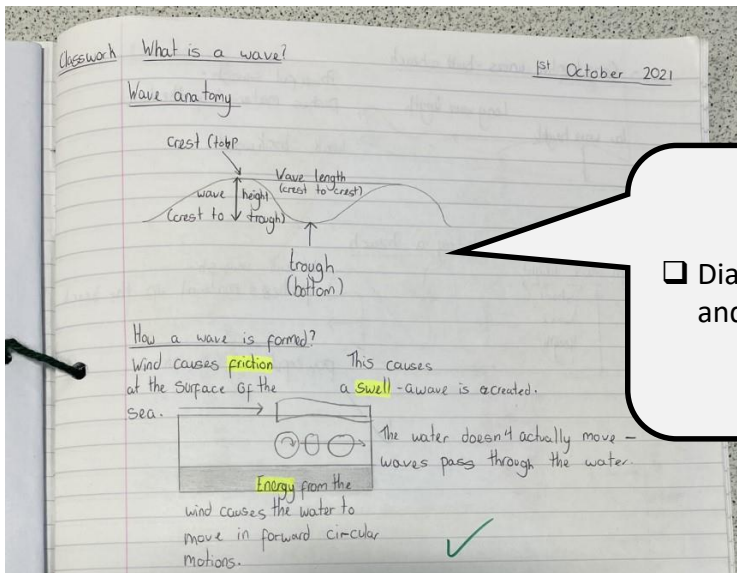 Classwork What is a wave?
1st October 2021
Wave anatomy
Crest (top
Wave length
(crest to crest)
wave height
(crest to trough)
trough
(bottom)
How a wave is formed?
Wind causes friction
at the surface of the
sea.
This causes
a swell - a wave is created.
The water doesn't actually move –
waves pass through the water.
Energy from the
wind causes the water to
move in forward circular
motions.
❑ Dia
and